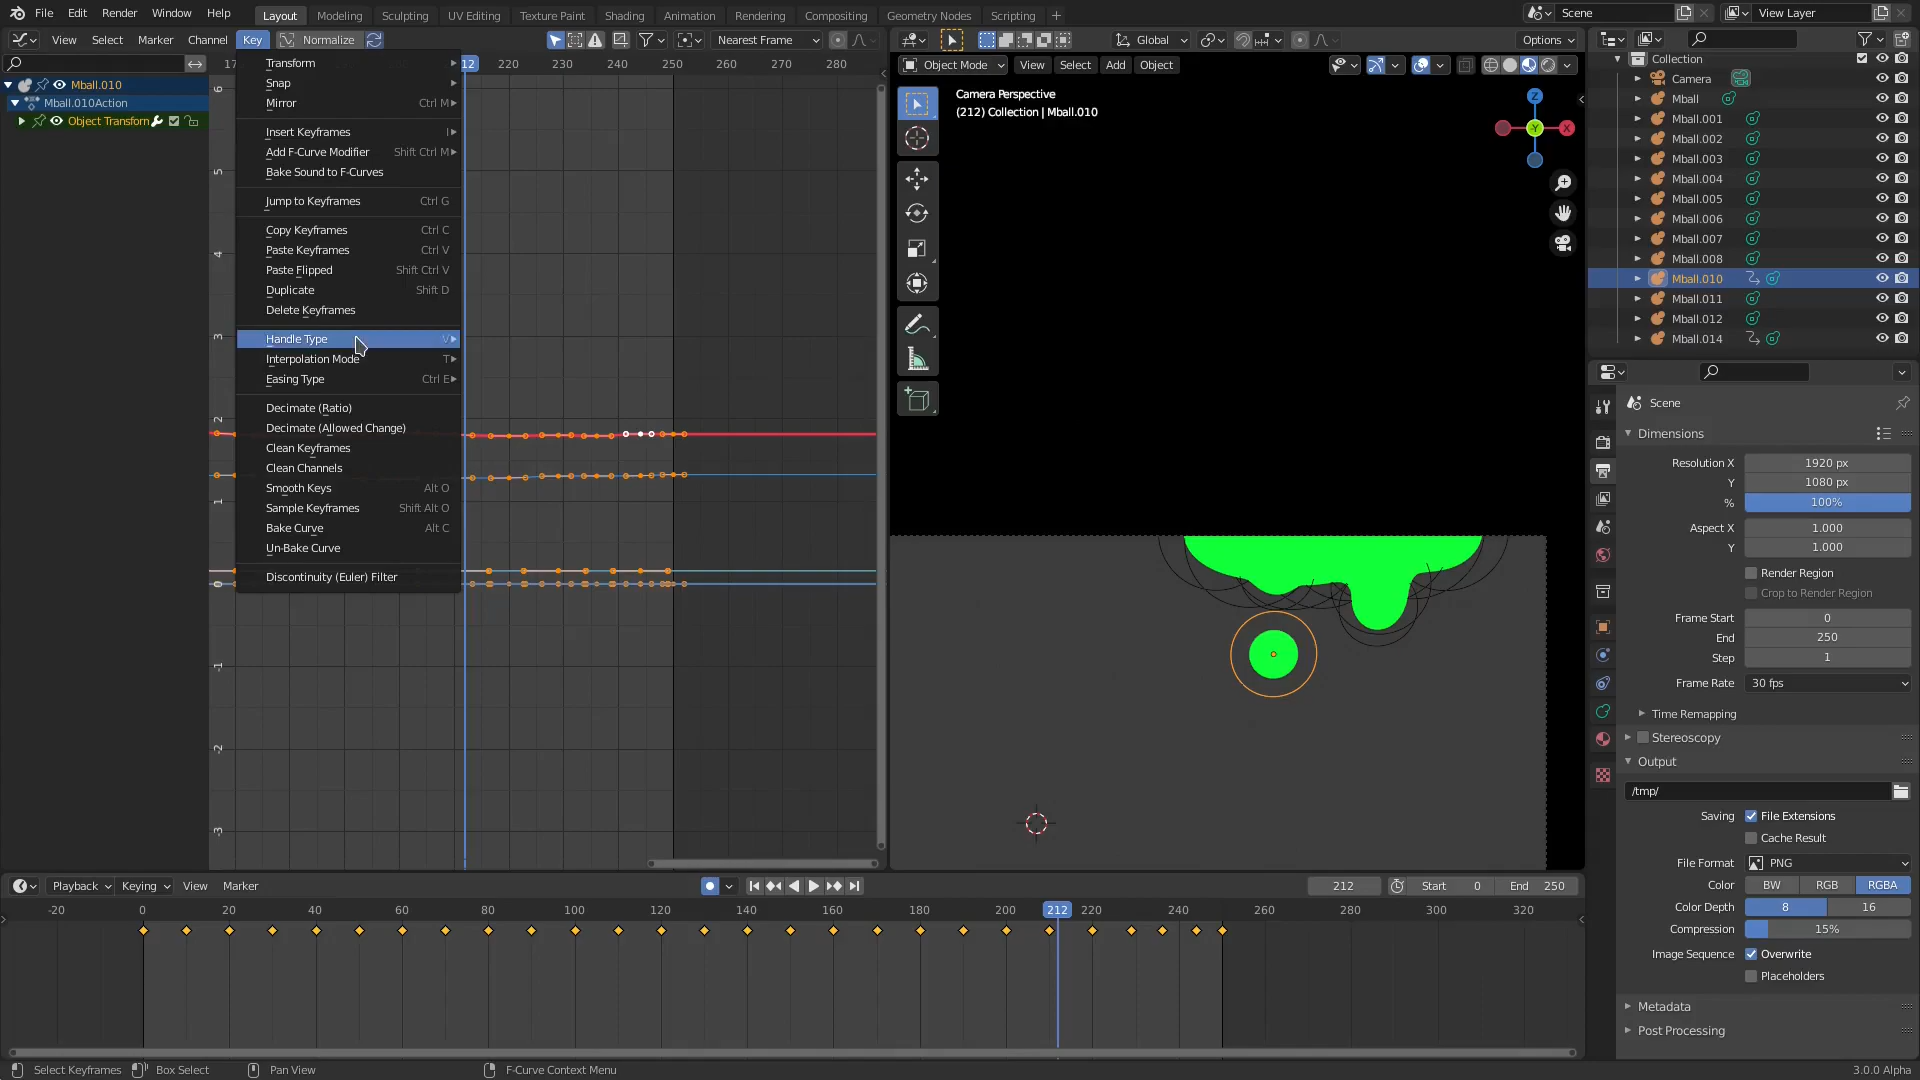 File Edit Render Window Help Layout Modeling Sculpting UV Editing Texture Paint Shading Animation Rendering Compositing Geometry Nodes Scripting + Scene View Layer
View Select Marker Channel Key Normalize Nearest Frame Global Options
Mball.010
Mball.010Action
Object Transform
Transform
Snap
Mirror Ctrl M
Insert Keyframes I
Add F-Curve Modifier Shift Ctrl M
Bake Sound to F-Curves
Jump to Keyframes Ctrl G
Copy Keyframes Ctrl C
Paste Keyframes Ctrl V
Paste Flipped Shift Ctrl V
Duplicate Shift D
Delete Keyframes
Handle Type V
Interpolation Mode T
Easing Type Ctrl E
Decimate (Ratio)
Decimate (Allowed Change)
Clean Keyframes
Clean Channels
Smooth Keys Alt O
Sample Keyframes Shift Alt O
Bake Curve Alt C
Un-Bake Curve
Discontinuity (Euler) Filter
17 12 220 230 240 250 260 270 280
6
5
4
3
2
1
0
-1
-2
-3
Object Mode View Select Add Object
Camera Perspective
(212) Collection | Mball.010
Z
Y
X
Collection
Camera
Mball
Mball.001
Mball.002
Mball.003
Mball.004
Mball.005
Mball.006
Mball.007
Mball.008
Mball.010
Mball.011
Mball.012
Mball.014
Scene
Dimensions
Resolution X 1920 px
Y 1080 px
% 100%
Aspect X 1.000
Y 1.000
Render Region
Crop to Render Region
Frame Start 0
End 250
Step 1
Frame Rate 30 fps
Time Remapping
Stereoscopy
Output
/tmp/
Saving File Extensions
Cache Result
File Format PNG
Color BW RGB RGBA
Color Depth 8 16
Compression 15%
Image Sequence Overwrite
Placeholders
Metadata
Post Processing
Playback Keying View Marker 212 Start 0 End 250
-20 0 20 40 60 80 100 120 140 160 180 200 212 220 240 260 280 300 320
Select Keyframes Box Select Pan View F-Curve Context Menu 3.0.0 Alpha